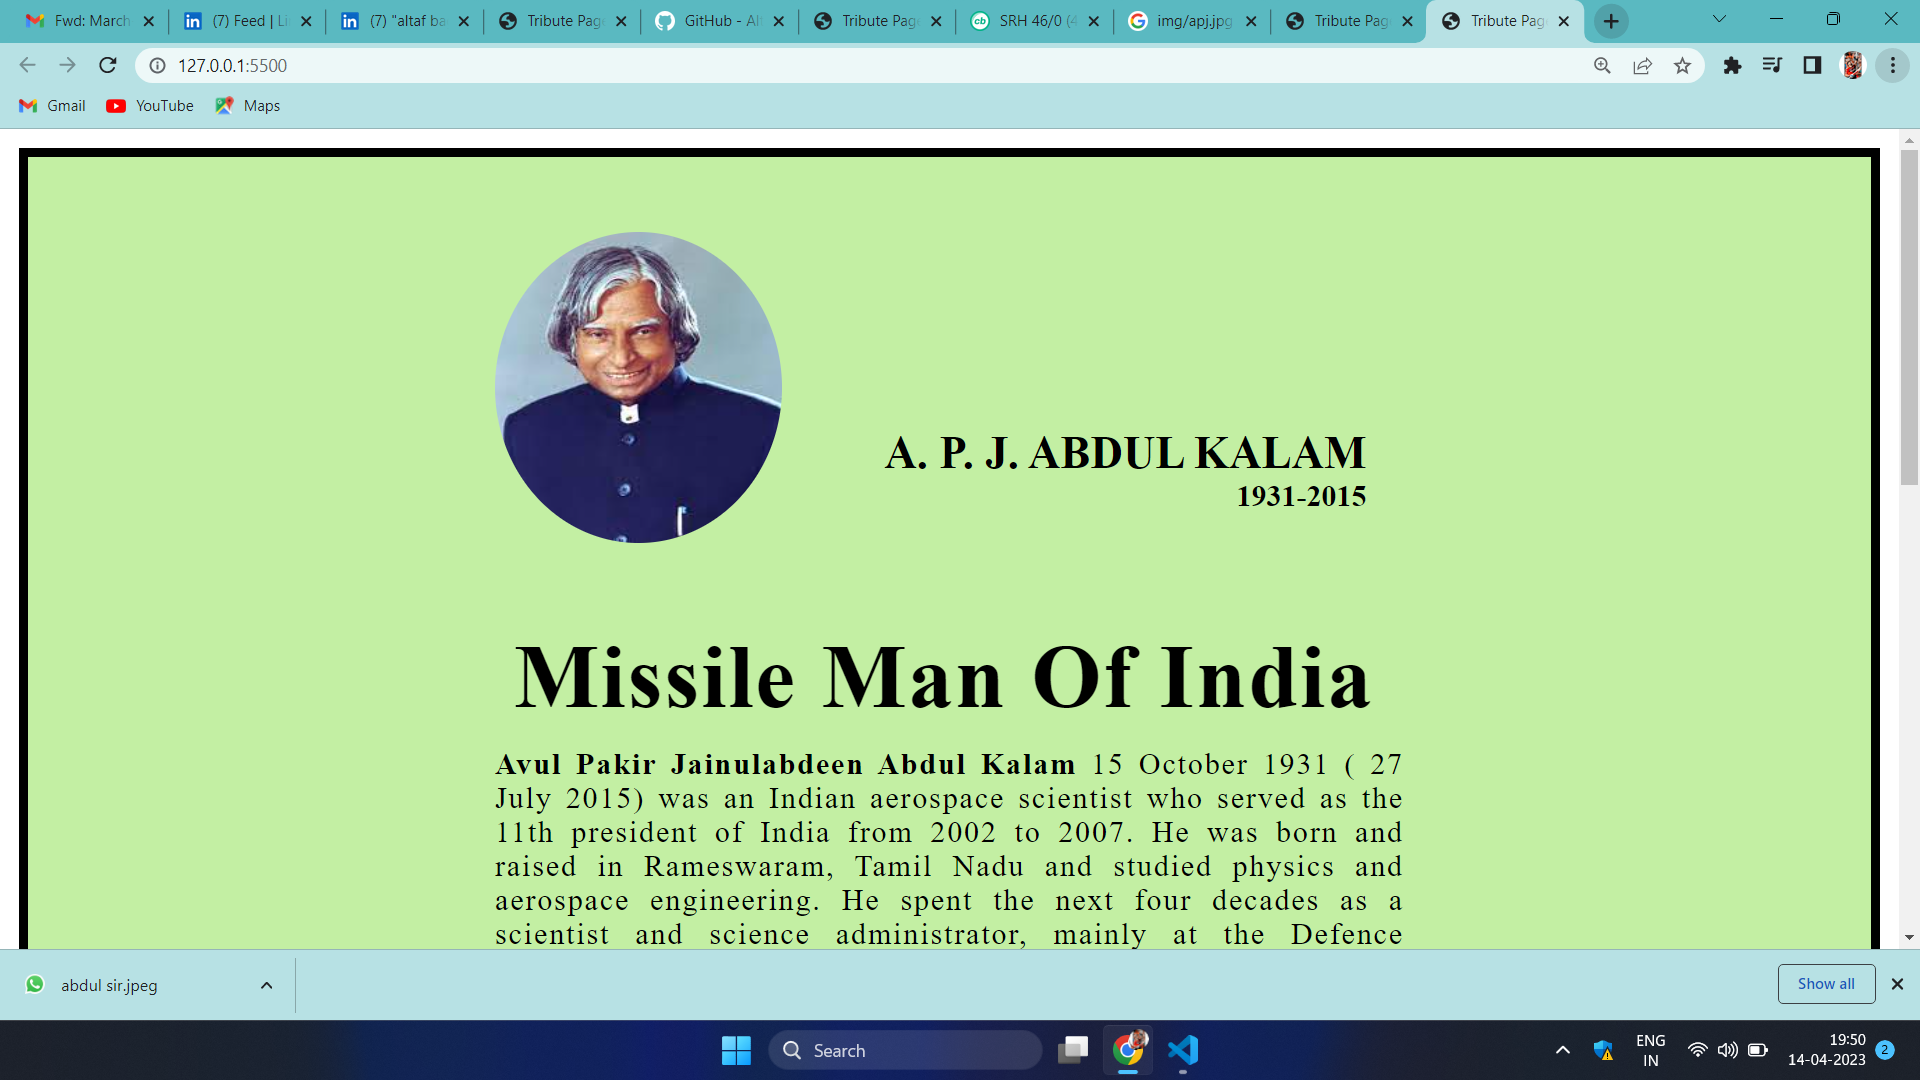 Fwd: March
(7) Feed | Li
(7) "altaf ba
Tribute Pag
GitHub - Alt
Tribute Pag
SRH 46/0 (4
img/apj.jpg
Tribute Pag
Tribute Pag
127.0.0.1:5500
Gmail YouTube Maps
A. P. J. ABDUL KALAM
1931-2015
Missile Man Of India
Avul Pakir Jainulabdeen Abdul Kalam 15 October 1931 ( 27
July 2015) was an Indian aerospace scientist who served as the
11th president of India from 2002 to 2007. He was born and
raised in Rameswaram, Tamil Nadu and studied physics and
aerospace engineering. He spent the next four decades as a
scientist and science administrator, mainly at the Defence
abdul sir.jpeg
Show all
Search
ENG
IN
19:50
14-04-2023
2